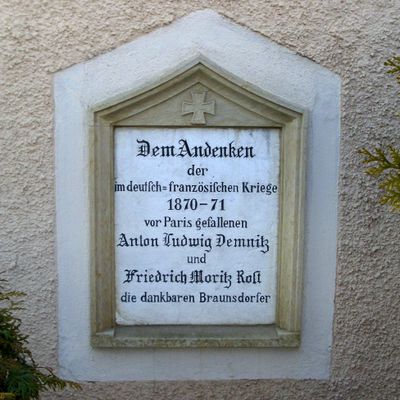 Dem Andenken
der
im deutſch=französiſchen Kriege
1870-71
vor Paris gefallenen
Anton Ludwig Demnitz
und
Friedrich Moritz Roſt
die dankbaren Braunsdorfer